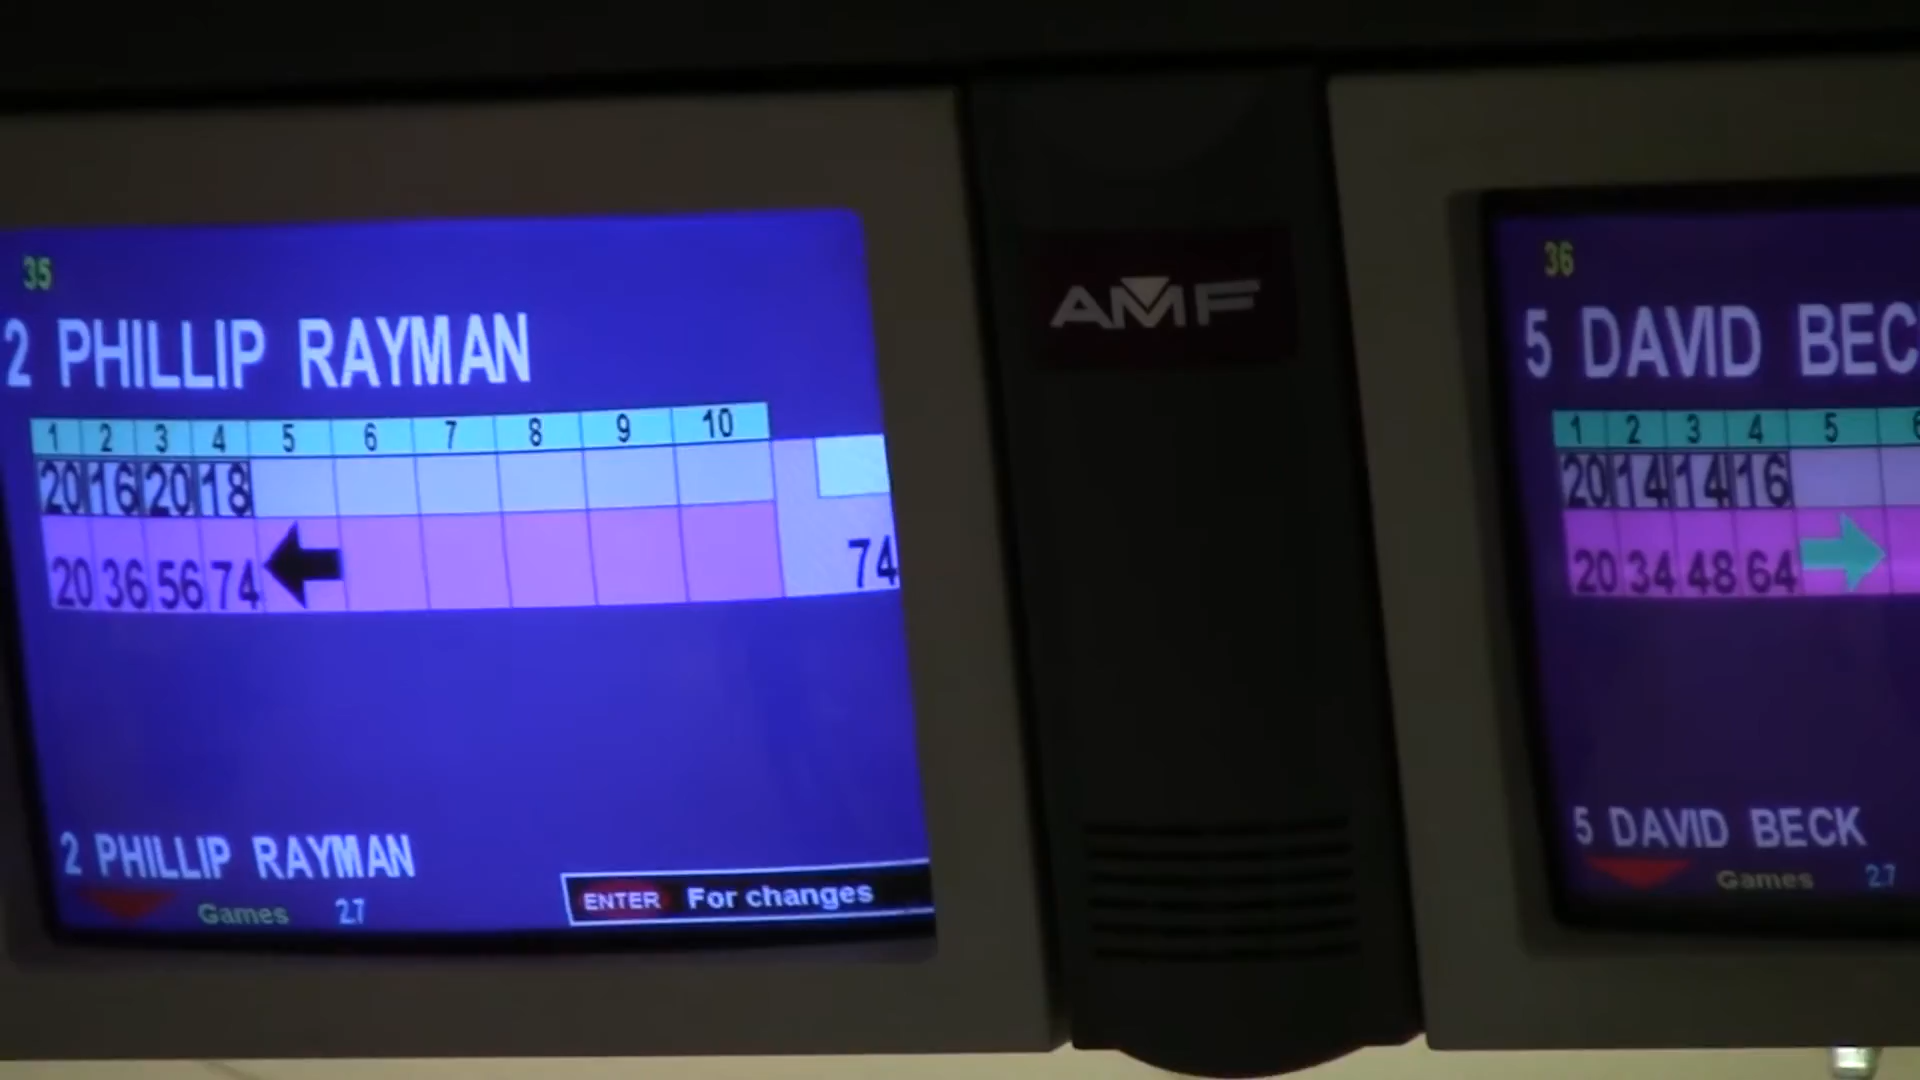 35
2 PHILLIP RAYMAN
1 2 3 4 5 6 7 8 9 10
20 16 20 18
20 36 56 74 74
2 PHILLIP RAYMAN
Games 27
ENTER For changes
AMF
36
5 DAVID BEC
1 2 3 4 5 6
20 14 14 16
20 34 48 64
5 DAVID BECK
Games 27